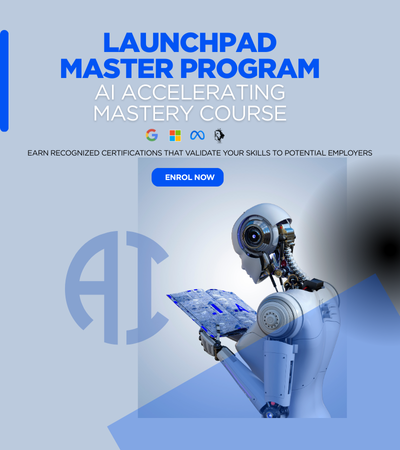 LAUNCHPAD
MASTER PROGRAM
AI ACCELERATING
MASTERY COURSE
EARN RECOGNIZED CERTIFICATIONS THAT VALIDATE YOUR SKILLS TO POTENTIAL EMPLOYERS
ENROL NOW
AI